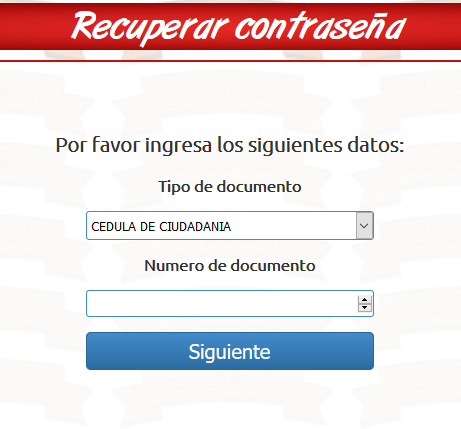 Recuperar contraseña
Por favor ingresa los siguientes datos:
Tipo de documento
CEDULA DE CIUDADANIA
Numero de documento
Siguiente